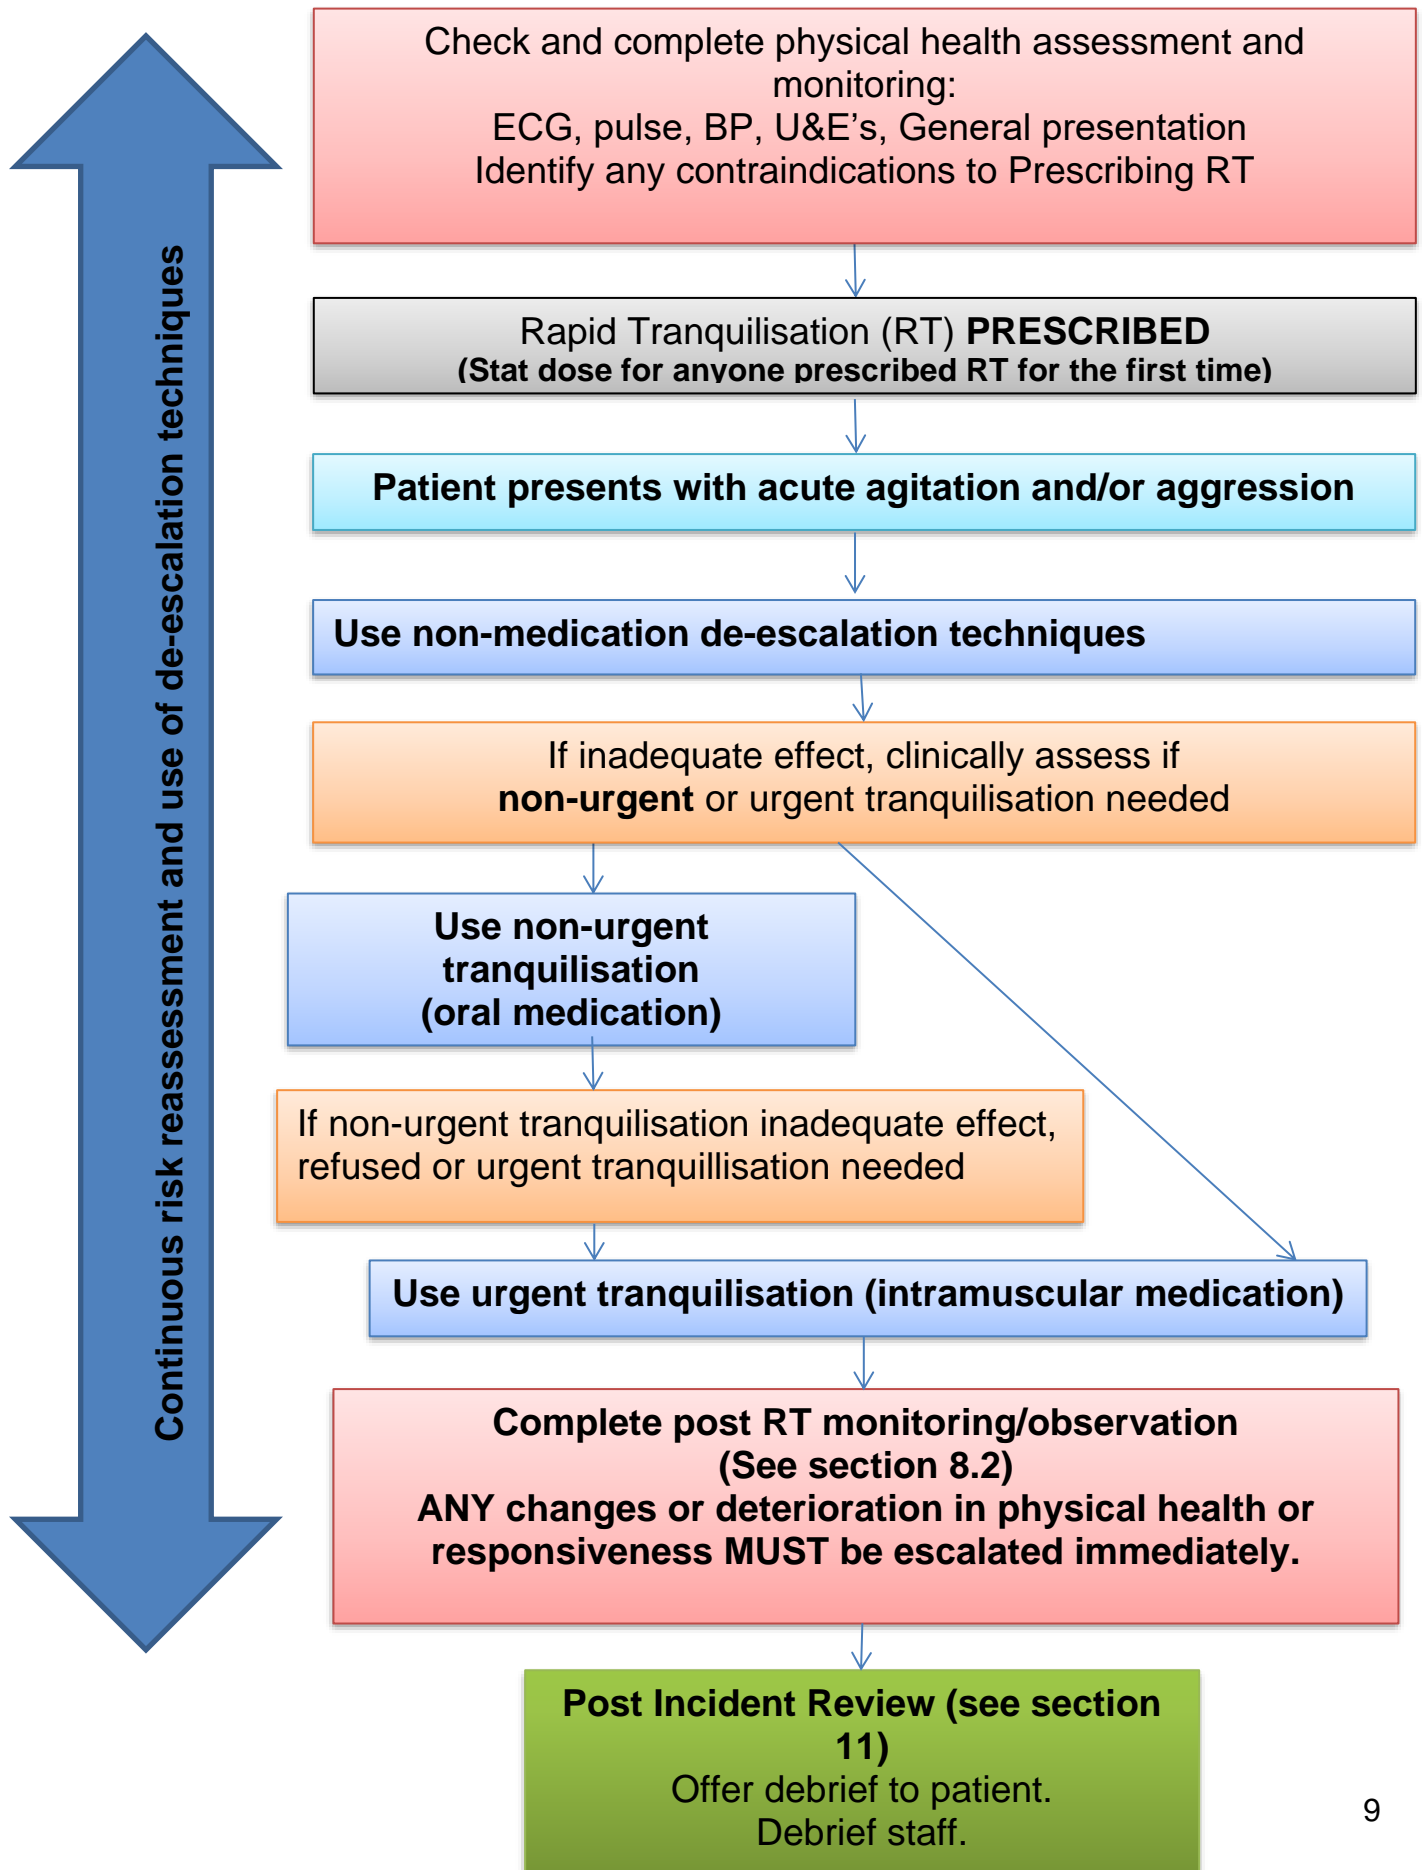 Continuous risk reassessment and use of de-escalation techniques
Check and complete physical health assessment and
monitoring:
ECG, pulse, BP, U&E's, General presentation
Identify any contraindications to Prescribing RT
Rapid Tranquilisation (RT) PRESCRIBED
(Stat dose for anyone prescribed RT for the first time)
Patient presents with acute agitation and/or aggression
Use non-medication de-escalation techniques
If inadequate effect, clinically assess if
non-urgent or urgent tranquilisation needed
Use non-urgent
tranquilisation
(oral medication)
If non-urgent tranquilisation inadequate effect,
refused or urgent tranquillisation needed
Use urgent tranquilisation (intramuscular medication)
Complete post RT monitoring/observation
(See section 8.2)
ANY changes or deterioration in physical health or
responsiveness MUST be escalated immediately.
Post Incident Review (see section
11)
Offer debrief to patient.
Debrief staff.
9